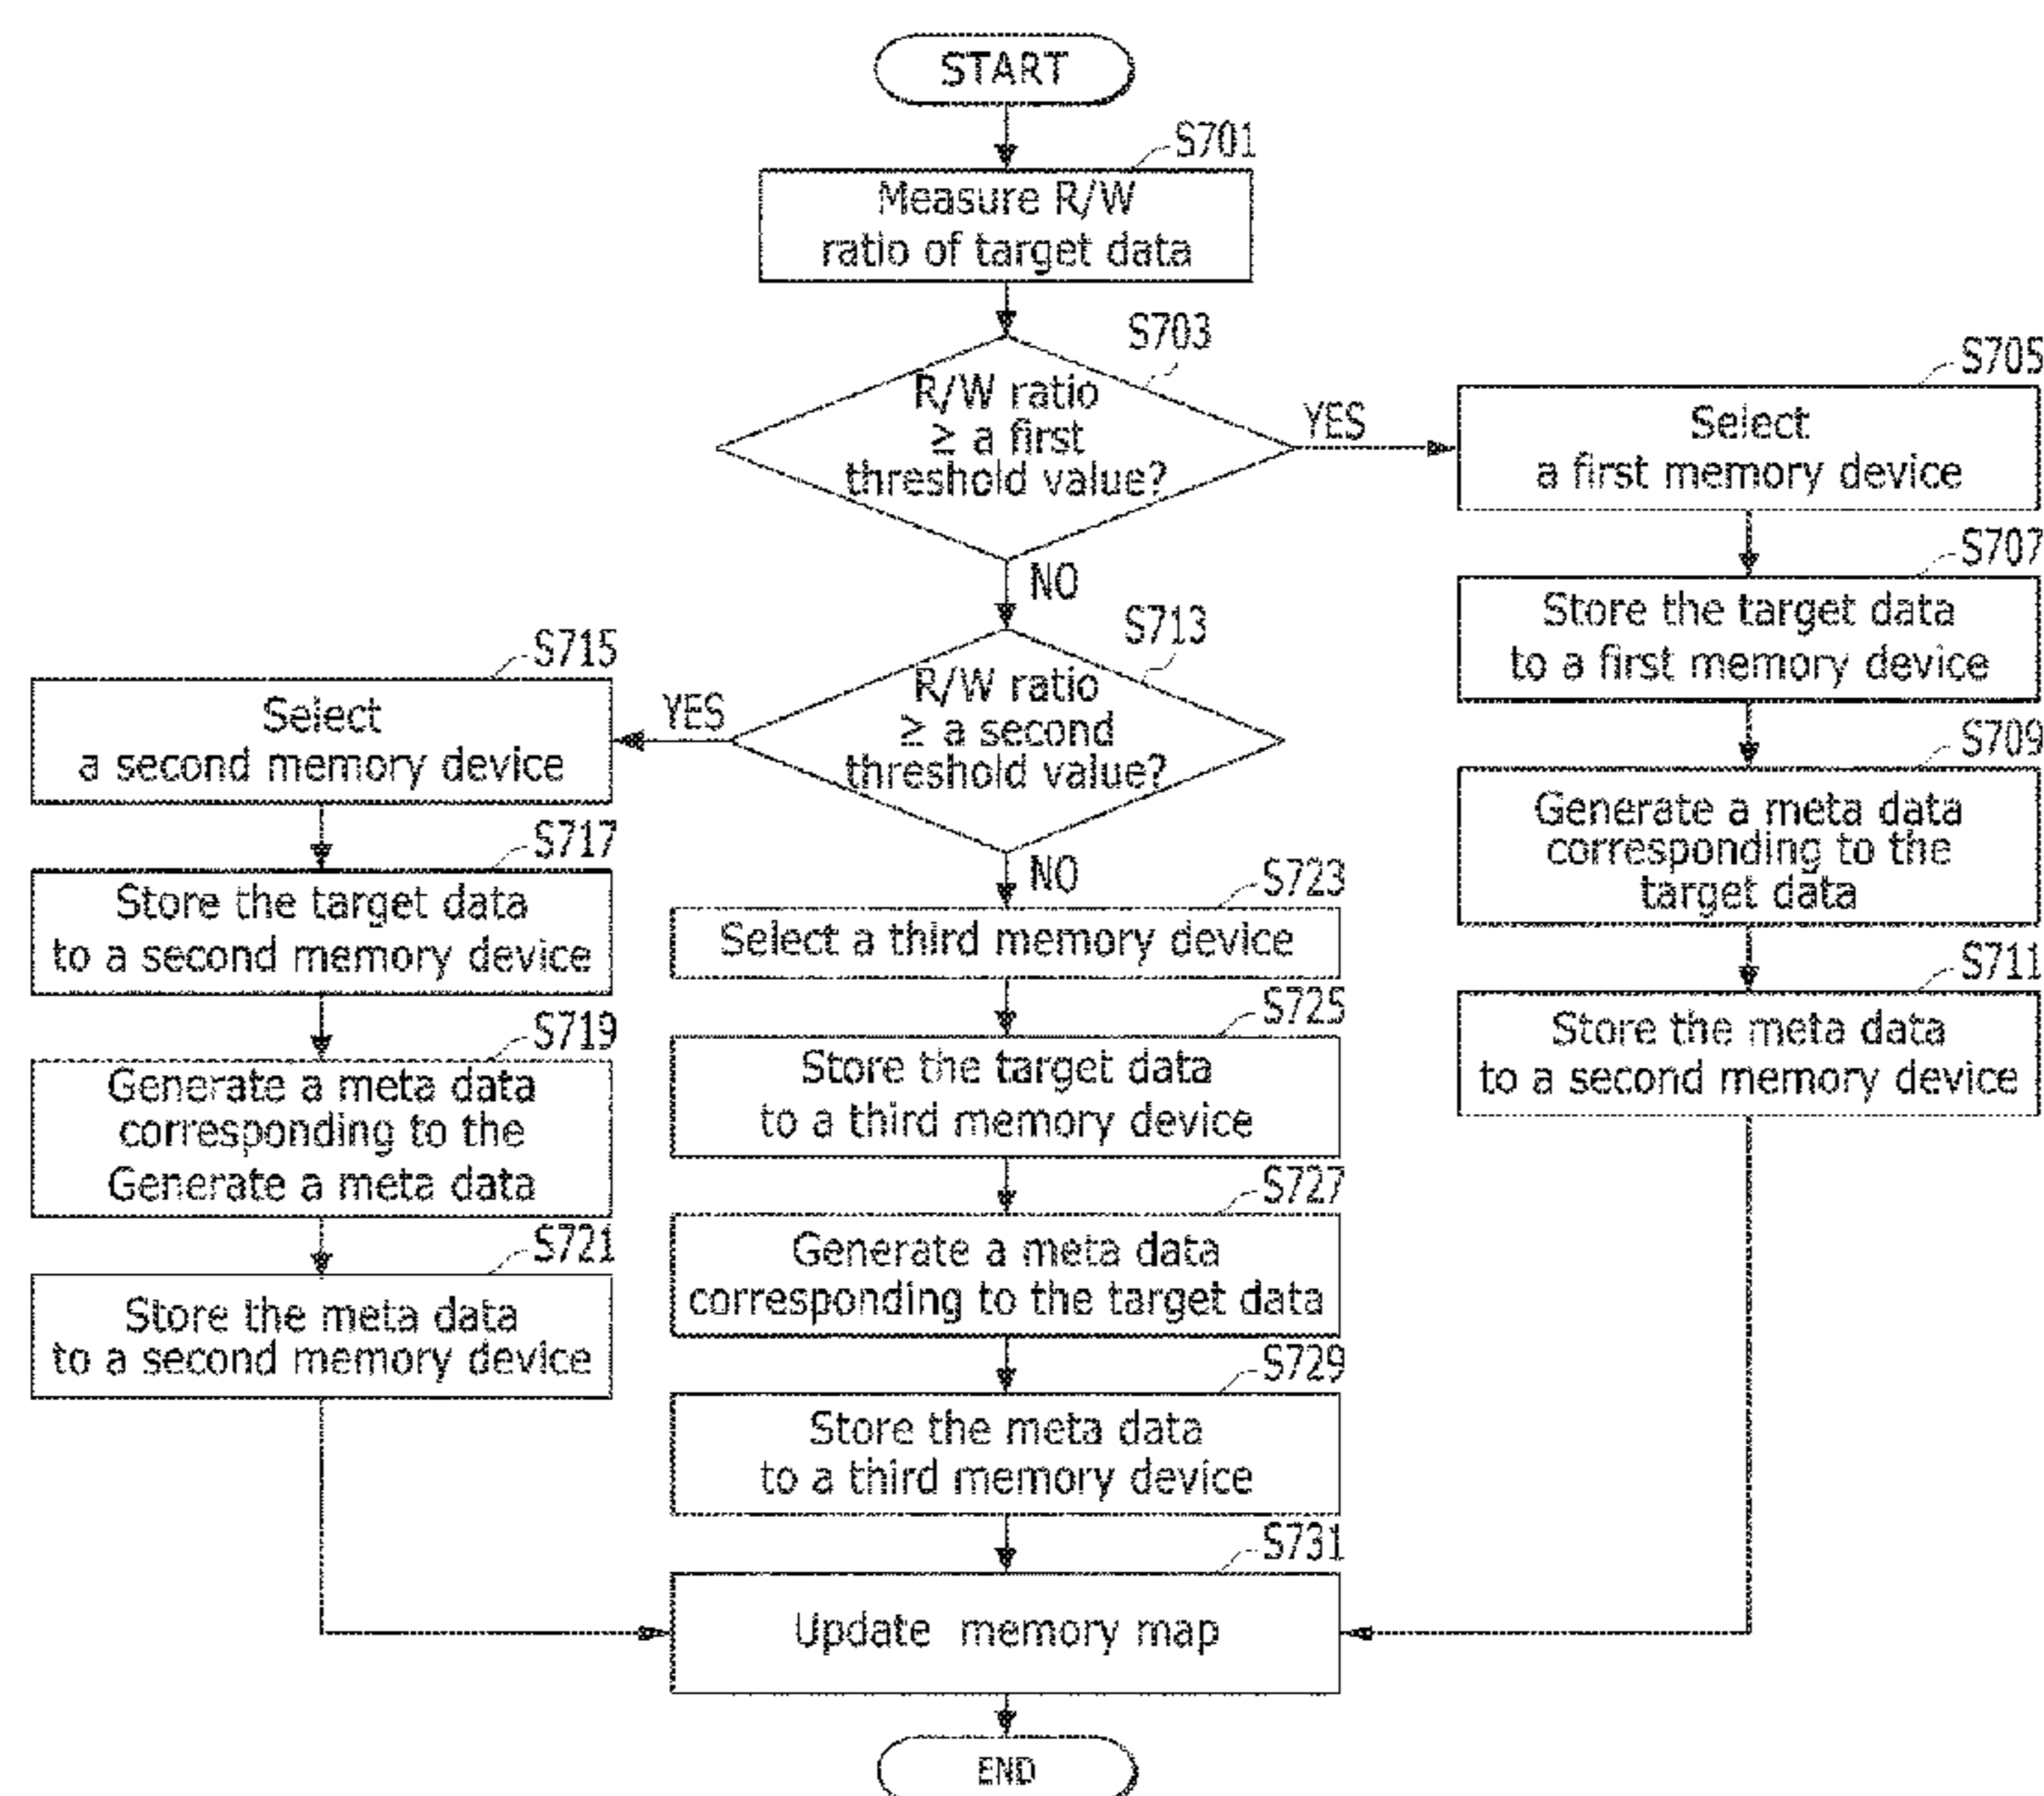 START
S701
Measure R/W
ratio of target data
S703
R/W ratio
≥ a first
threshold value?
YES
NO
S705
Select
a first memory device
S707
Store the target data
to a first memory device
S709
Generate a meta data
corresponding to the
target data
S711
Store the meta data
to a second memory device
S713
R/W ratio
≥ a second
threshold value?
YES
NO
S715
Select
a second memory device
S717
Store the target data
to a second memory device
S719
Generate a meta data
corresponding to the
Generate a meta data
S721
Store the meta data
to a second memory device
S723
Select a third memory device
S725
Store the target data
to a third memory device
S727
Generate a meta data
corresponding to the target data
S729
Store the meta data
to a third memory device
S731
Update memory map
END